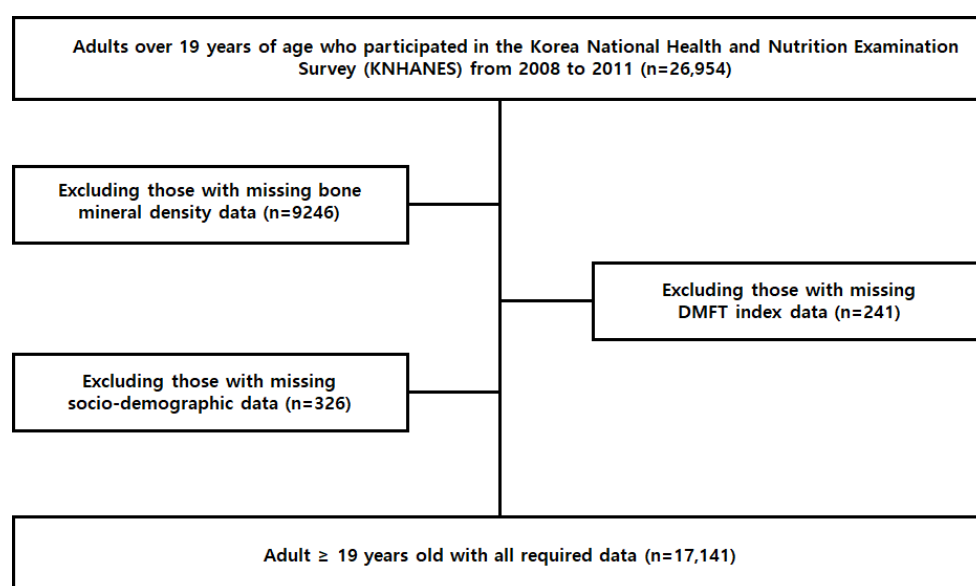 Adults over 19 years of age who participated in the Korea National Health and Nutrition Examination
Survey (KNHANES) from 2008 to 2011 (n=26,954)
Excluding those with missing bone
mineral density data (n=9246)
Excluding those with missing
DMFT index data (n=241)
Excluding those with missing
socio-demographic data (n=326)
Adult ≥ 19 years old with all required data (n=17,141)